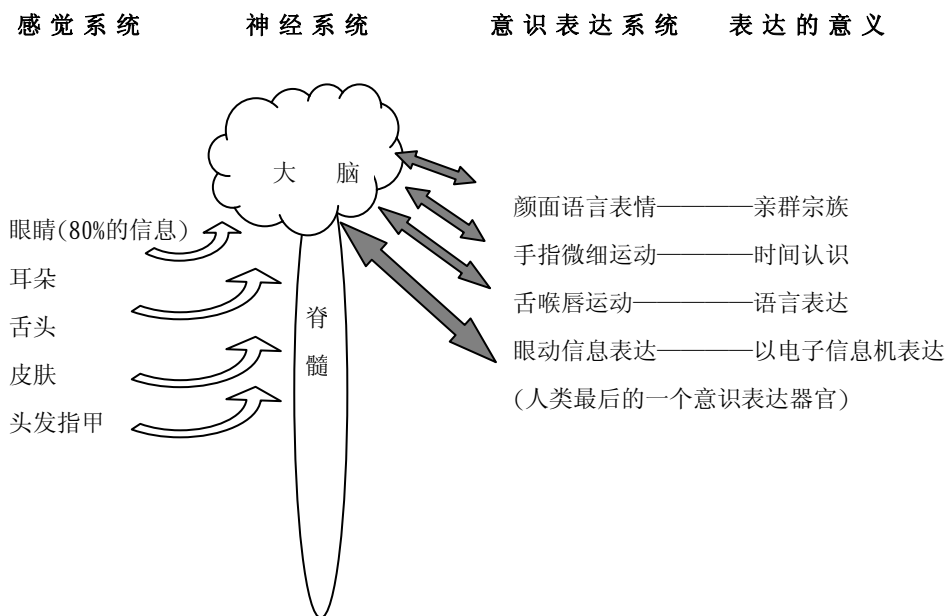 感觉系统 神经系统 意识表达系统 表达的意义
大脑
颜面语言表情————亲群宗族
眼睛(80%的信息)
手指微细运动————时间认识
耳朵
舌喉唇运动—————语言表达
舌头
脊
髓
眼动信息表达————以电子信息机表达
皮肤
(人类最后的一个意识表达器官)
头发指甲